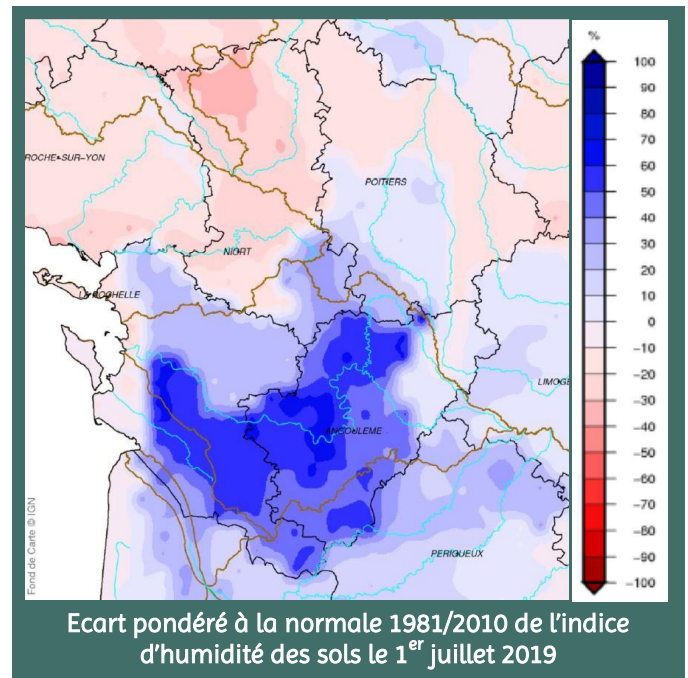 %
100
90
80
70
60
50
40
30
20
10
0
−10
−20
−30
−40
−50
−60
−70
−80
−90
−100
POITIERS
ROCHE−SUR−YON
NIORT
LA ROCHELLE
LIMOGE
ANGOULEME
PERIGUEUX
Fond de Carte © IGN
Ecart pondéré à la normale 1981/2010 de l'indice
d'humidité des sols le 1er juillet 2019